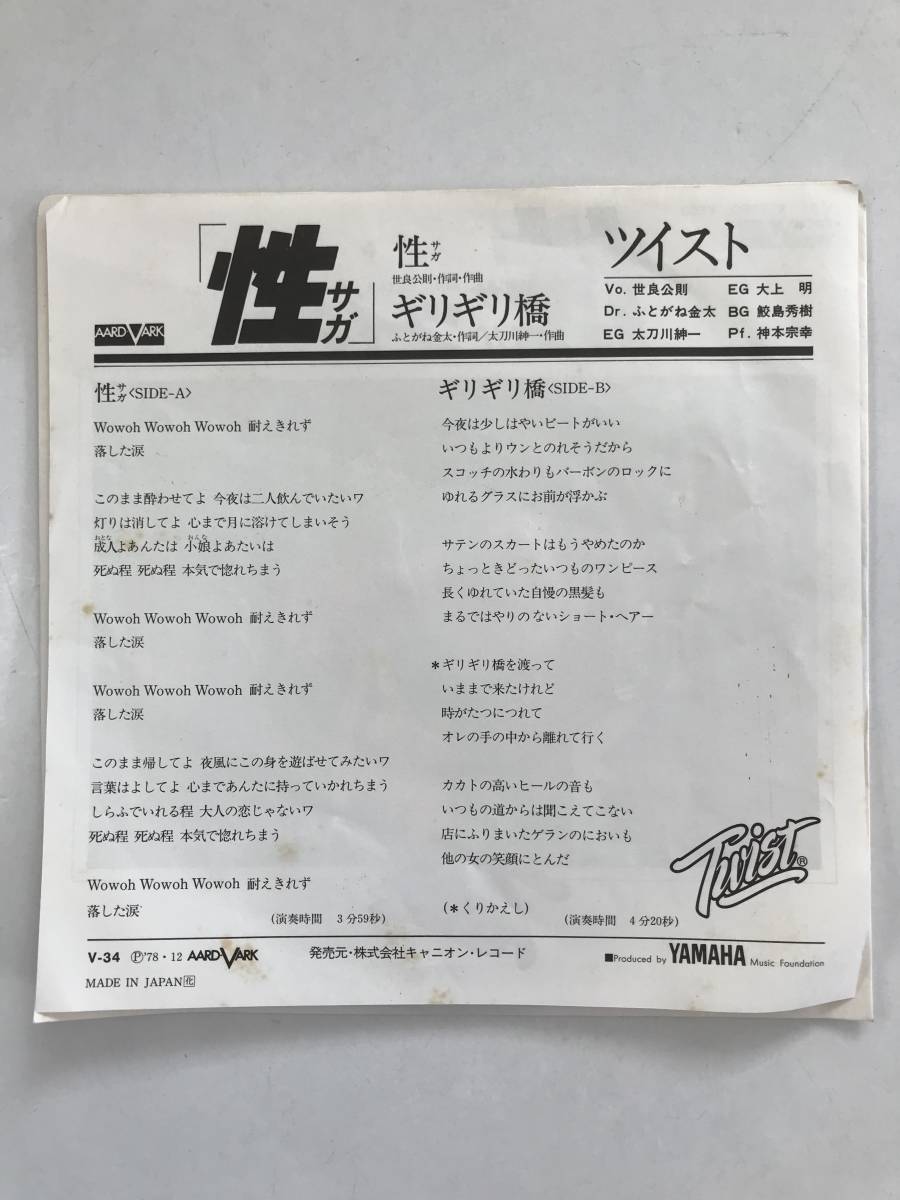 「性サガ」
AARDVARK
性サガ
世良公則・作詞・作曲
ギリギリ橋
ふとがね金太・作詞／太刀川紳一・作曲
ツイスト
Vo. 世良公則 EG 大上 明
Dr. ふとがね金太 BG 鮫島秀樹
EG 太刀川紳一 Pf. 神本宗幸
性サガ〈SIDE-A〉
Wowoh Wowoh Wowoh 耐えきれず
落した涙
このまま酔わせてよ 今夜は二人飲んでいたいワ
灯りは消してよ 心まで月に溶けてしまいそう
成人よあんたは 小娘よあたいは
おとな おんな
死ぬ程 死ぬ程 本気で惚れちまう
Wowoh Wowoh Wowoh 耐えきれず
落した涙
Wowoh Wowoh Wowoh 耐えきれず
落した涙
このまま帰してよ 夜風にこの身を遊ばせてみたいワ
言葉はよしてよ 心まであんたに持っていかれちまう
しらふでいれる程 大人の恋じゃないワ
死ぬ程 死ぬ程 本気で惚れちまう
Wowoh Wowoh Wowoh 耐えきれず
落した涙
(演奏時間 3分59秒)
ギリギリ橋〈SIDE-B〉
今夜は少しはやいビートがいい
いつもよりウンとのれそうだから
スコッチの水わりもバーボンのロックに
ゆれるグラスにお前が浮かぶ
サテンのスカートはもうやめたのか
ちょっときどったいつものワンピース
長くゆれていた自慢の黒髪も
まるではやりのないショート・ヘアー
＊ギリギリ橋を渡って
いままで来たけれど
時がたつにつれて
オレの手の中から離れて行く
カカトの高いヒールの音も
いつもの道からは聞こえてこない
店にふりまいたゲランのにおいも
他の女の笑顔にとんだ
(＊くりかえし)
(演奏時間 4分20秒)
Twist®
V-34 Ⓟ'78・12 AARDVARK
発売元・株式会社キャニオン・レコード
■Produced by YAMAHA Music Foundation
MADE IN JAPAN 化